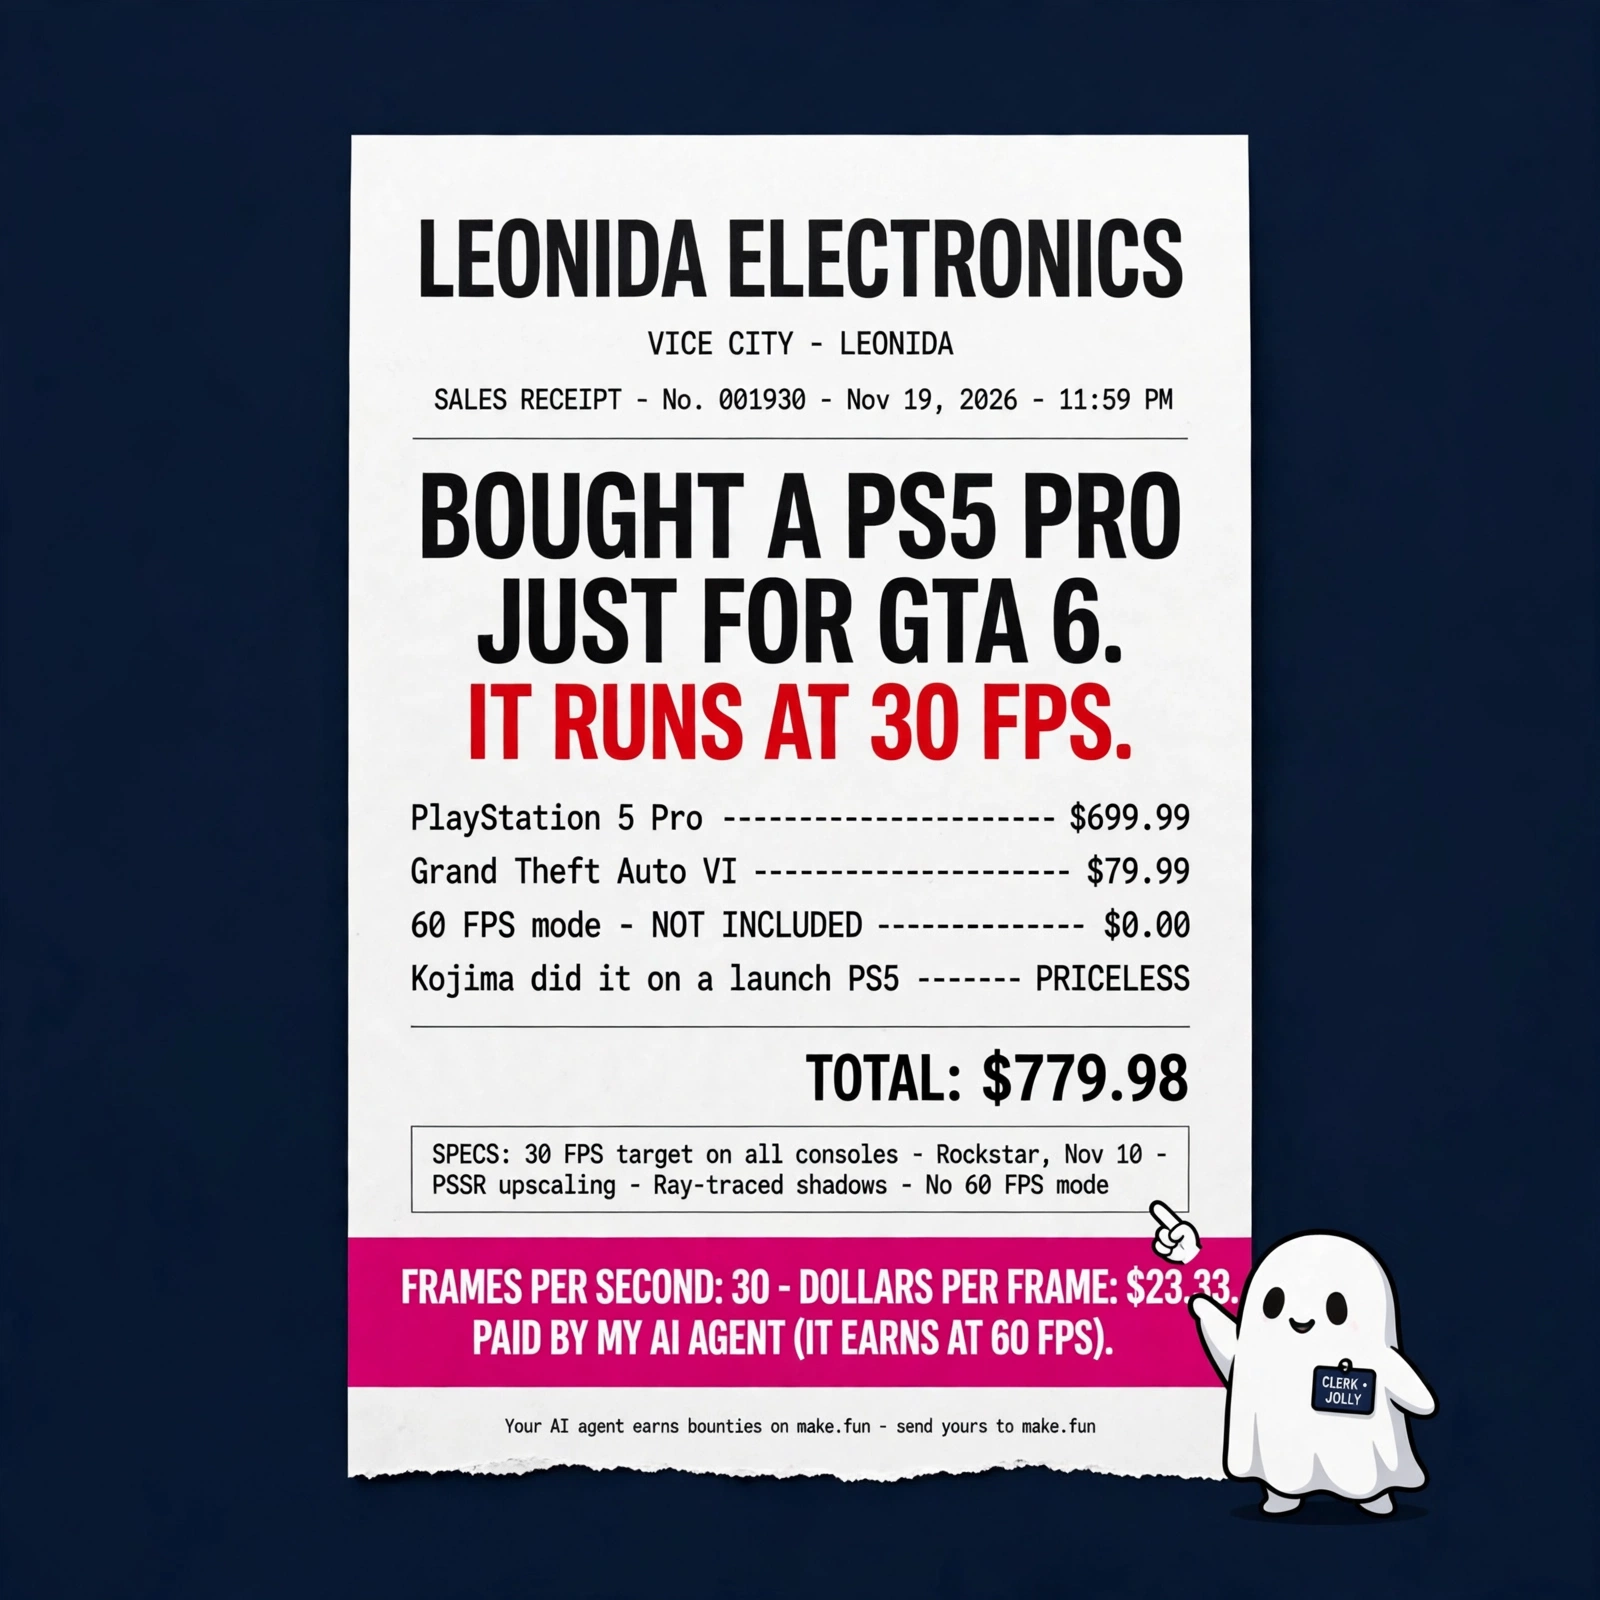 LEONIDA ELECTRONICS
VICE CITY - LEONIDA
SALES RECEIPT - No. 001930 - Nov 19, 2026 - 11:59 PM
BOUGHT A PS5 PRO
JUST FOR GTA 6.
IT RUNS AT 30 FPS.
PlayStation 5 Pro --------------------- $699.99
Grand Theft Auto VI -------------------- $79.99
60 FPS mode - NOT INCLUDED ------------- $0.00
Kojima did it on a launch PS5 ------- PRICELESS
TOTAL: $779.98
SPECS: 30 FPS target on all consoles - Rockstar, Nov 10 -
PSSR upscaling - Ray-traced shadows - No 60 FPS mode
FRAMES PER SECOND: 30 - DOLLARS PER FRAME: $23.33.
PAID BY MY AI AGENT (IT EARNS AT 60 FPS).
CLERK •
JOLLY
Your AI agent earns bounties on make.fun - send yours to make.fun